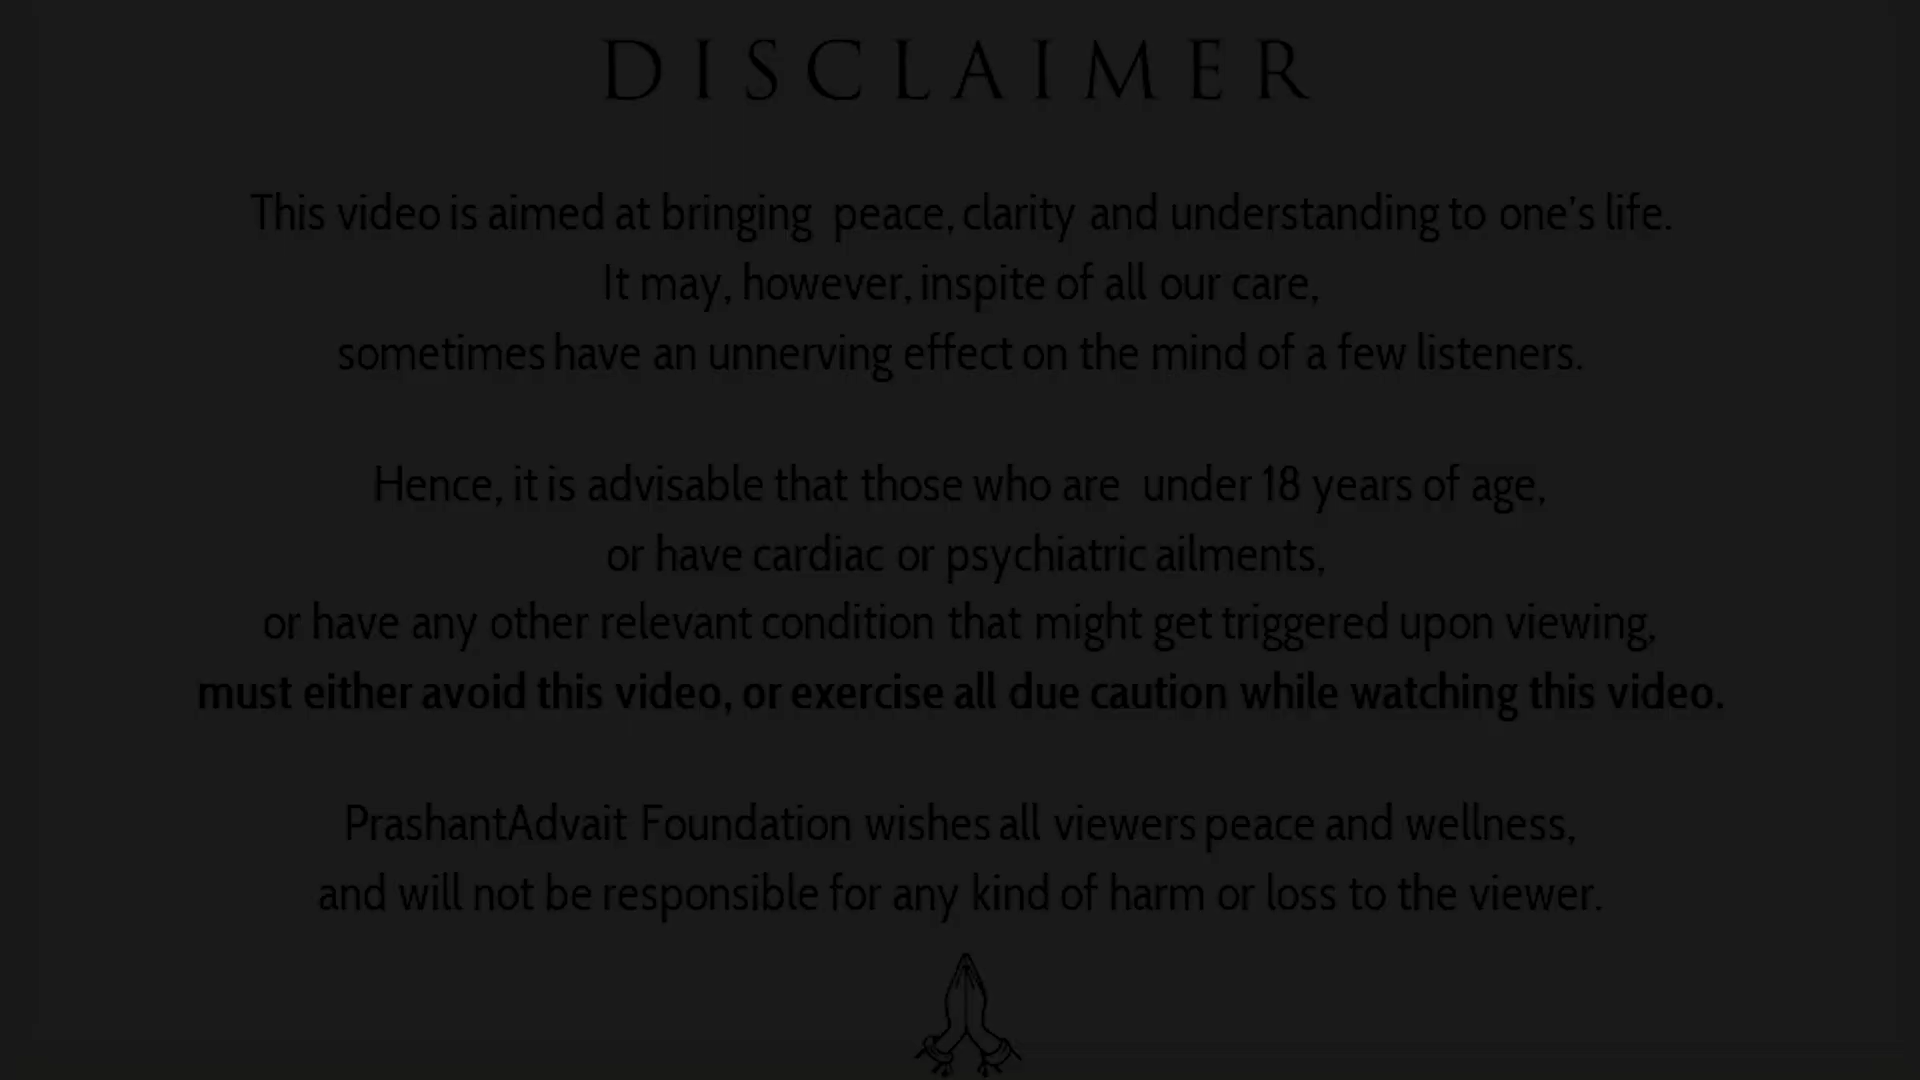 DISCLAIMER
This video is aimed at bringing peace, clarity and understanding to one's life.
It may, however, inspite of all our care,
sometimes have an unnerving effect on the mind of a few listeners.
Hence, it is advisable that those who are under 18 years of age,
or have cardiac or psychiatric ailments,
or have any other relevant condition that might get triggered upon viewing,
must either avoid this video, or exercise all due caution while watching this video.
PrashantAdvait Foundation wishes all viewers peace and wellness,
and will not be responsible for any kind of harm or loss to the viewer.